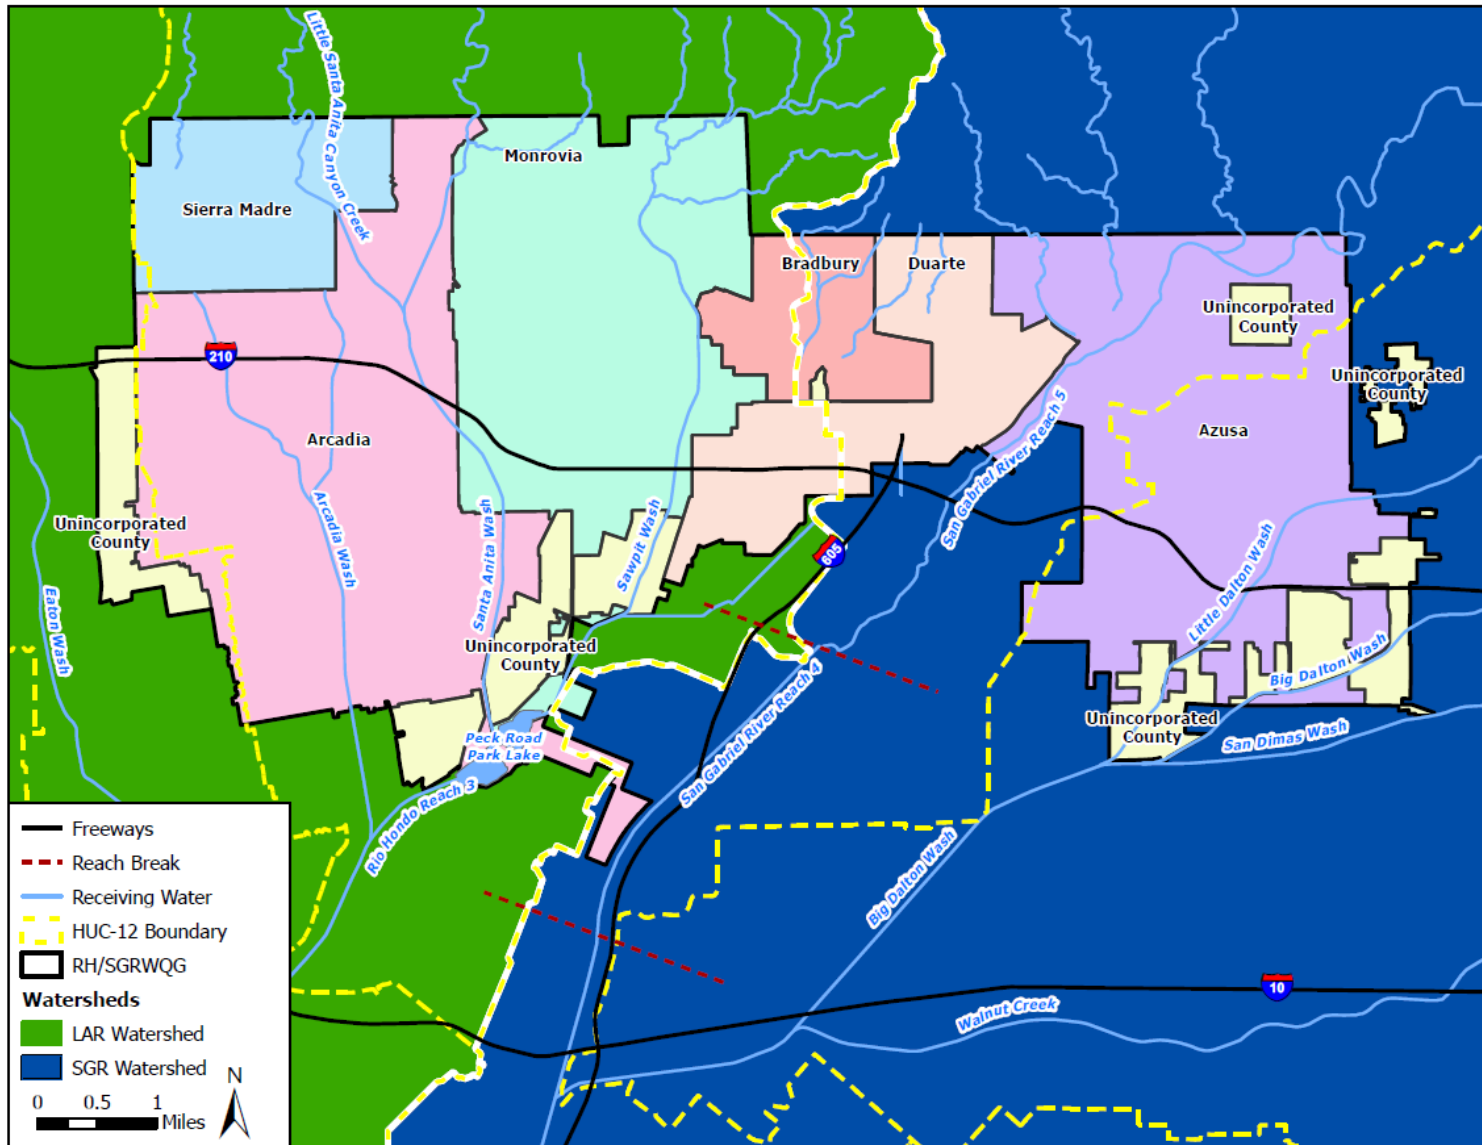 Little Santa Anita Canyon Creek
Monrovia
Sierra Madre
Bradbury
Duarte
Unincorporated
County
210
Unincorporated
County
San Gabriel River Reach 5
Arcadia
Azusa
Arcadia Wash
Santa Anita Wash
Sawpit Wash
Unincorporated
County
605
Eaton Wash
Little Dalton Wash
Unincorporated
County
Big Dalton Wash
San Gabriel River Reach 4
Unincorporated
County
San Dimas Wash
Peck Road
Park Lake
Rio Hondo Reach 3
Big Dalton Wash
10
Walnut Creek
Freeways
Reach Break
Receiving Water
HUC-12 Boundary
RH/SGRWQG
Watersheds
LAR Watershed
SGR Watershed
N
0 0.5 1
Miles